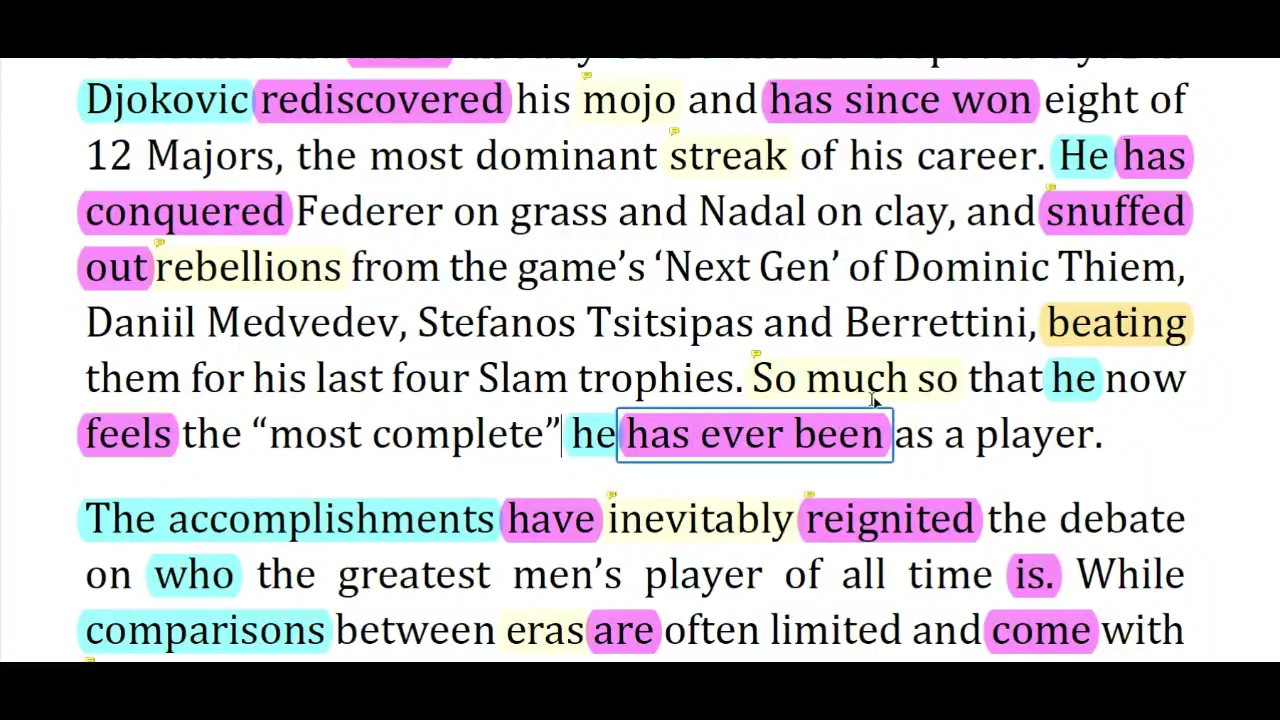 Djokovic rediscovered his mojo and has since won eight of
12 Majors, the most dominant streak of his career. He has
conquered Federer on grass and Nadal on clay, and snuffed
out rebellions from the game’s ‘Next Gen’ of Dominic Thiem,
Daniil Medvedev, Stefanos Tsitsipas and Berrettini, beating
them for his last four Slam trophies. So much so that he now
feels the “most complete” he has ever been as a player.
The accomplishments have inevitably reignited the debate
on who the greatest men’s player of all time is. While
comparisons between eras are often limited and come with